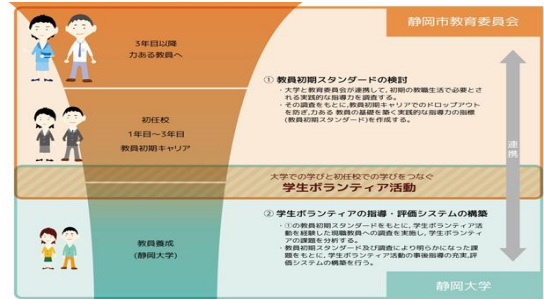 静岡市教育委員会
3年目以降
力ある教員へ
① 教員初期スタンダードの検討
・大学と教育委員会が連携して、初期の教職生活で必要とさ
れる実践的な指導力を調査する。
・その調査をもとに、教員初期キャリアでのドロップアウト
を防ぎ、力ある 教員の基礎を築く実践的な指導力の指標
(教員初期スタンダード)を作成する。
初任校
1年目～3年目
教員初期キャリア
連携
大学での学びと初任校での学びをつなぐ
学生ボランティア活動
② 学生ボランティアの指導・評価システムの構築
・①の教員初期スタンダードをもとに、学生ボランティア活
動を経験した現職教員への調査を実施し、学生ボランティ
アの課題を分析する。
・教員初期スタンダード及び調査により明らかになった課
題をもとに、学生ボランティア活動の事後指導の充実、評
価システムの構築を行う。
教員養成
(静岡大学)
静岡大学